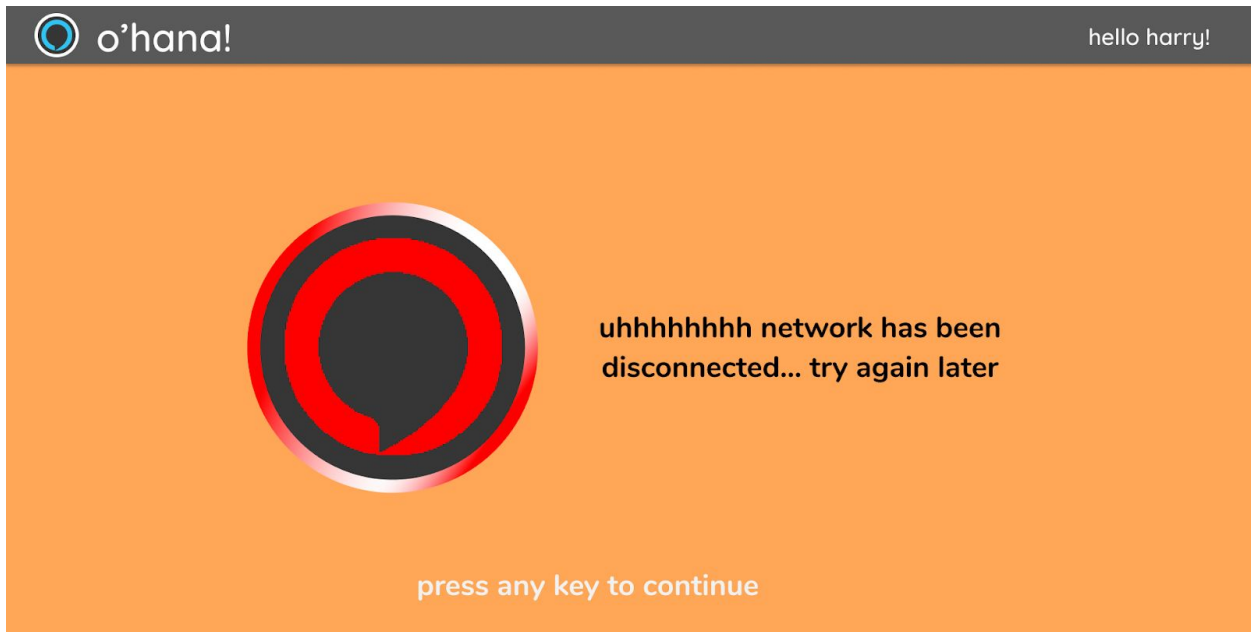 o’hana!
hello harry!
uhhhhhhhh network has been
disconnected... try again later
press any key to continue